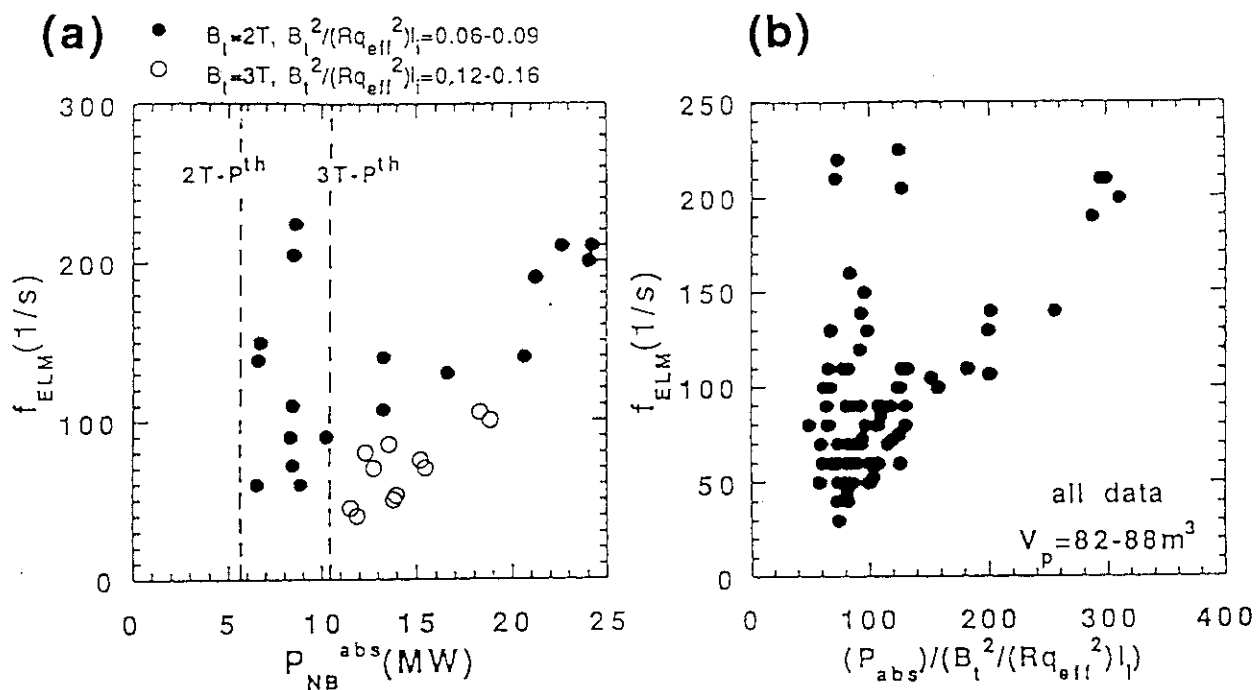 (a)
● B_t=2T, B_t^2/(Rq_eff^2)l_i=0.06-0.09
○ B_t=3T, B_t^2/(Rq_eff^2)l_i=0.12-0.16
300
200
100
0
f_ELM(1/s)
2T-P^th
3T-P^th
0 5 10 15 20 25
P_NB^abs(MW)
(b)
250
200
150
100
50
0
f_ELM(1/s)
all data
V_p=82-88m^3
0 100 200 300 400
(P_abs)/(B_t^2/(Rq_eff^2)l_i)